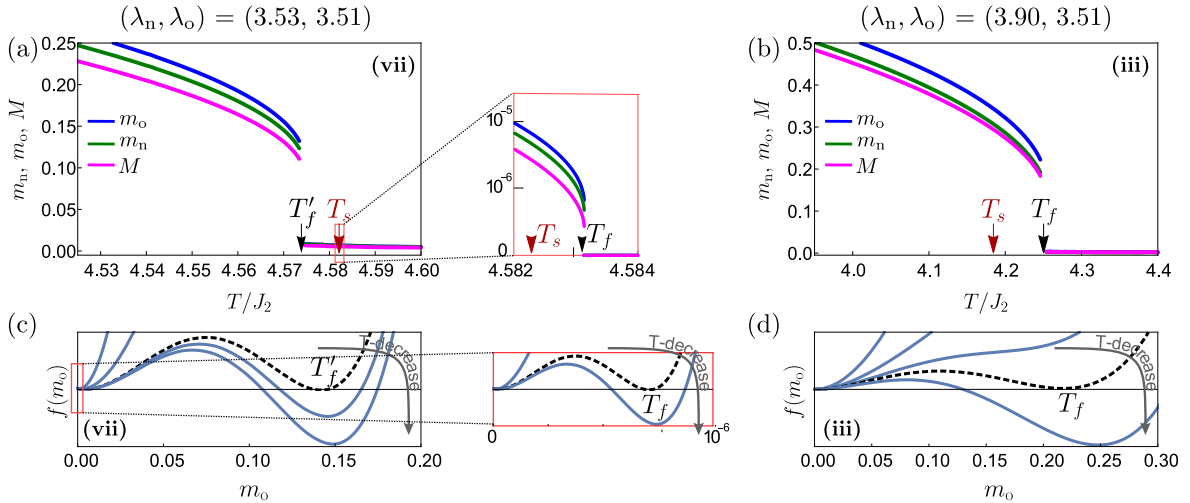 (λn, λo) = (3.53, 3.51)
(λn, λo) = (3.90, 3.51)
(a)
(vii)
mn, mo, M
0.25
0.20
0.15
0.10
0.05
0.00
mo
mn
M
T′f
Ts
4.53 4.54 4.55 4.56 4.57 4.58 4.59 4.60
T/J2
10⁻⁵
10⁻⁶
0
Ts
Tf
4.582 4.584
(b)
(iii)
mn, mo, M
0.5
0.4
0.3
0.2
0.1
0.0
mo
mn
M
Ts
Tf
4.0 4.1 4.2 4.3 4.4
T/J2
(c)
f(mo)
T-decrease
T′f
(vii)
0.00 0.05 0.10 0.15 0.20
mo
T-decrease
Tf
0 10⁻⁶
(d)
f(mo)
T-decrease
Tf
(iii)
0.00 0.05 0.10 0.15 0.20 0.25 0.30
mo